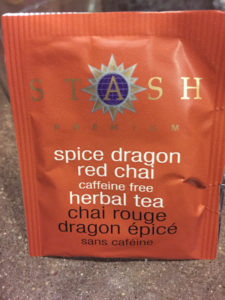 STASH
PREMIUM
spice dragon
red chai
caffeine free
herbal tea
chai rouge
dragon épicé
sans caféine